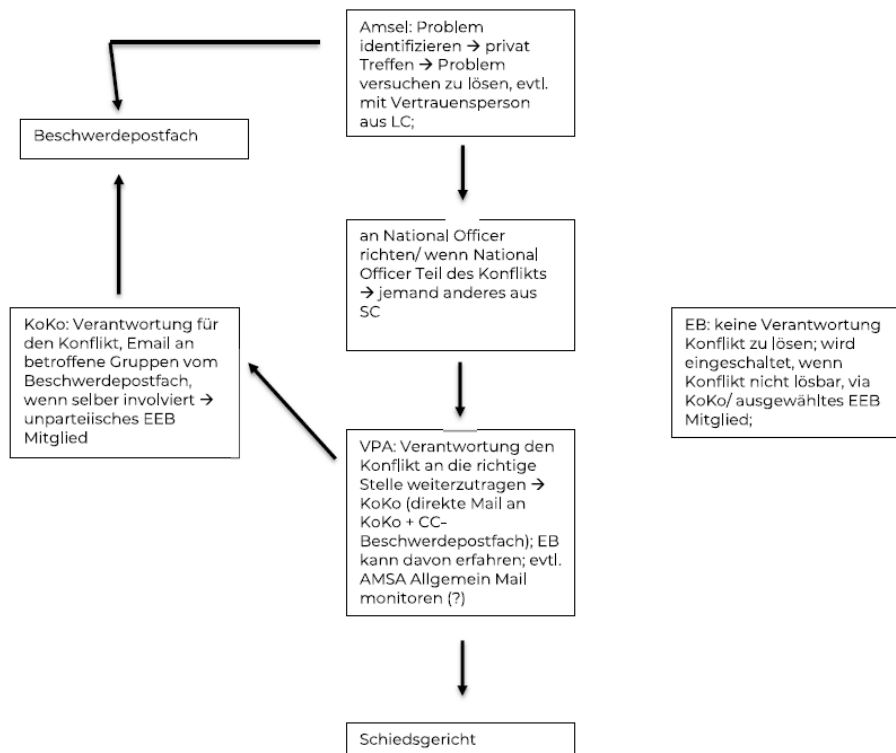 Amsel: Problem
identifizieren → privat
Treffen → Problem
versuchen zu lösen, evtl.
mit Vertrauensperson
aus LC;
Beschwerdepostfach
an National Officer
richten/ wenn National
Officer Teil des Konflikts
→ jemand anderes aus
SC
KoKo: Verantwortung für
den Konflikt, Email an
betroffene Gruppen vom
Beschwerdepostfach,
wenn selber involviert →
unparteiisches EEB
Mitglied
EB: keine Verantwortung
Konflikt zu lösen; wird
eingeschaltet, wenn
Konflikt nicht lösbar, via
KoKo/ ausgewähltes EEB
Mitglied;
VPA: Verantwortung den
Konflikt an die richtige
Stelle weiterzutragen →
KoKo (direkte Mail an
KoKo + CC-
Beschwerdepostfach); EB
kann davon erfahren; evtl.
AMSA Allgemein Mail
monitoren (?)
Schiedsgericht